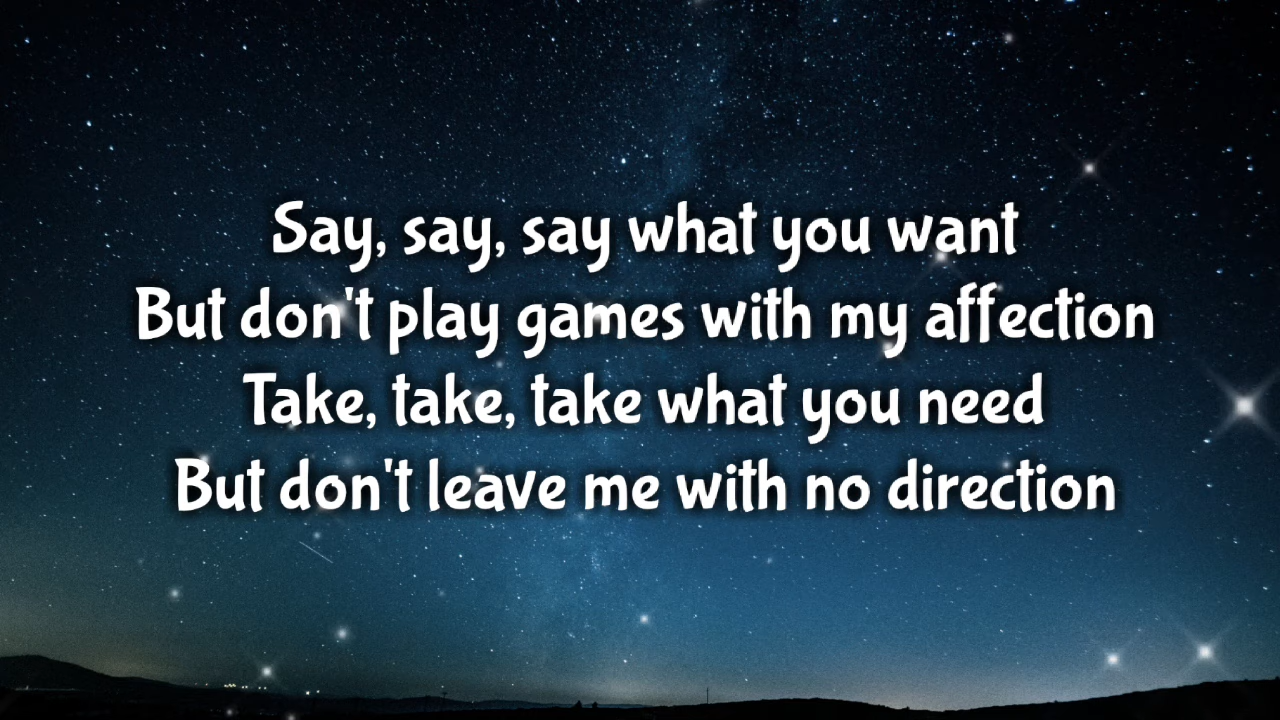 Say, say, say what you want
But don't play games with my affection
Take, take, take what you need
But don't leave me with no direction